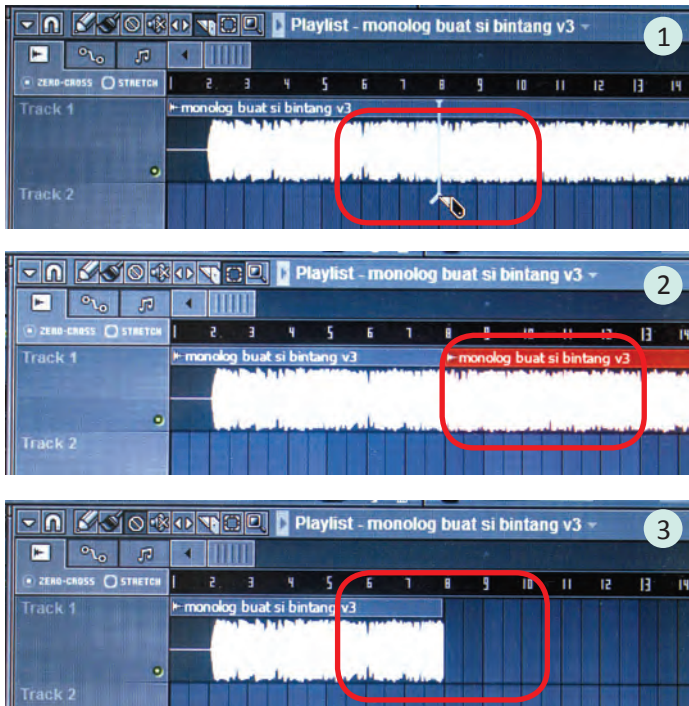 Playlist - monolog buat si bintang v3
1
ZERO-CROSS STRETCH 1 2 3 4 5 6 7 8 9 10 11 12 13 14
Track 1
monolog buat si bintang v3
Track 2
Playlist - monolog buat si bintang v3
2
ZERO-CROSS STRETCH 1 2 3 4 5 6 7 8 9 10 11 12 13 14
Track 1
monolog buat si bintang v3 monolog buat si bintang v3
Track 2
Playlist - monolog buat si bintang v3
3
ZERO-CROSS STRETCH 1 2 3 4 5 6 7 8 9 10 11 12 13 14
Track 1
monolog buat si bintang v3
Track 2